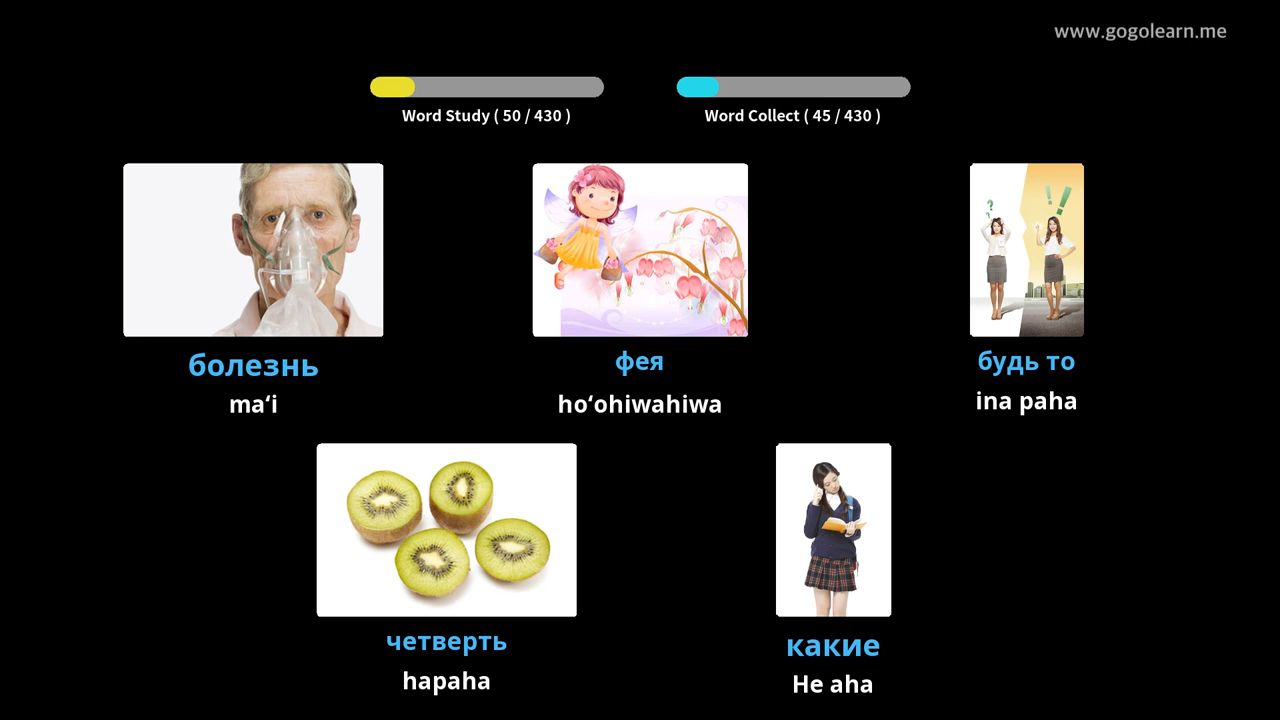 www.gogolearn.me
Word Study ( 50 / 430 )
Word Collect ( 45 / 430 )
болезнь
maʻi
фея
hoʻohiwahiwa
будь то
ina paha
четверть
hapaha
какие
He aha